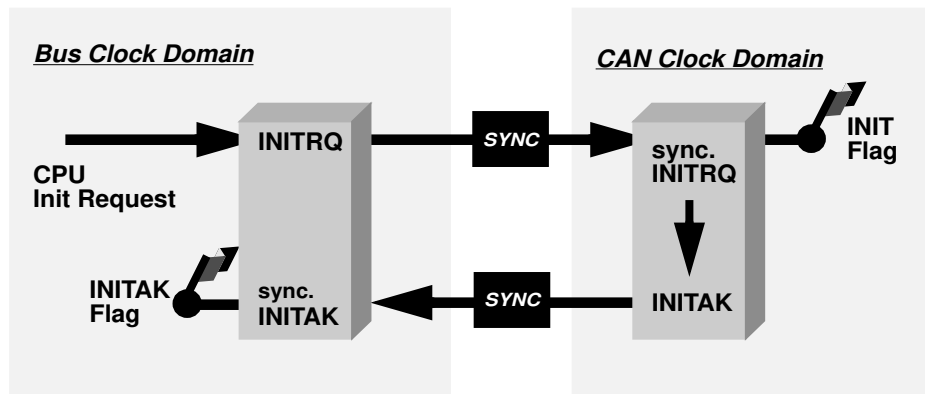 Bus Clock Domain
CAN Clock Domain
CPU
Init Request
INITRQ
SYNC
sync.
INITRQ
INIT
Flag
INITAK
Flag
sync.
INITAK
SYNC
INITAK